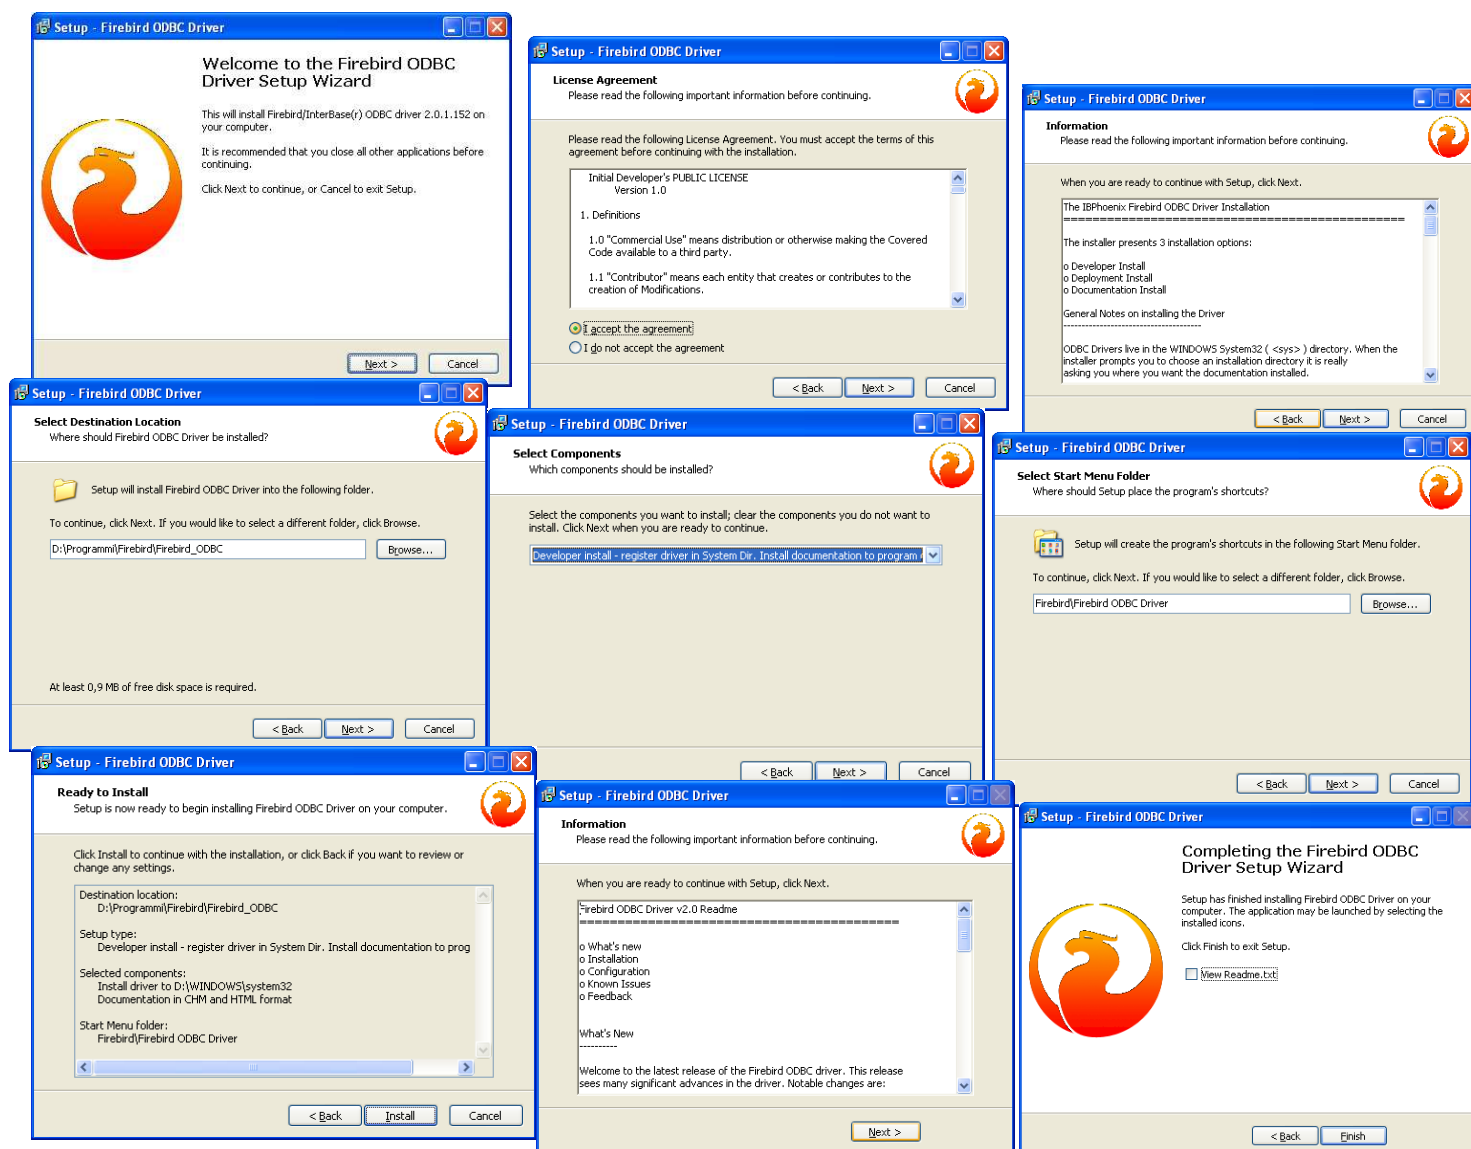 Setup - Firebird ODBC Driver
Welcome to the Firebird ODBC
Driver Setup Wizard
This will install Firebird/InterBase(r) ODBC driver 2.0.1.152 on
your computer.
It is recommended that you close all other applications before
continuing.
Click Next to continue, or Cancel to exit Setup.
Next >
Cancel
Setup - Firebird ODBC Driver
License Agreement
Please read the following important information before continuing.
Please read the following License Agreement. You must accept the terms of this
agreement before continuing with the installation.
Initial Developer's PUBLIC LICENSE
Version 1.0
1. Definitions
1.0 "Commercial Use" means distribution or otherwise making the Covered
Code available to a third party.
1.1 "Contributor" means each entity that creates or contributes to the
creation of Modifications.
I accept the agreement
I do not accept the agreement
< Back
Next >
Cancel
Setup - Firebird ODBC Driver
Information
Please read the following important information before continuing.
When you are ready to continue with Setup, click Next.
The IBPhoenix Firebird ODBC Driver Installation
===============================================
The installer presents 3 installation options:
o Developer Install
o Deployment Install
o Documentation Install
General Notes on installing the Driver
--------------------------------------
ODBC Drivers live in the WINDOWS System32 ( <sys> ) directory. When the
installer prompts you to choose an installation directory it is really
asking you where you want the documentation installed.
< Back
Next >
Cancel
Setup - Firebird ODBC Driver
Select Destination Location
Where should Firebird ODBC Driver be installed?
Setup will install Firebird ODBC Driver into the following folder.
To continue, click Next. If you would like to select a different folder, click Browse.
D:\Programmi\Firebird\Firebird_ODBC
Browse...
At least 0,9 MB of free disk space is required.
< Back
Next >
Cancel
Setup - Firebird ODBC Driver
Select Components
Which components should be installed?
Select the components you want to install; clear the components you do not want to
install. Click Next when you are ready to continue.
Developer install - register driver in System Dir. Install documentation to program
< Back
Next >
Cancel
Setup - Firebird ODBC Driver
Select Start Menu Folder
Where should Setup place the program's shortcuts?
Setup will create the program's shortcuts in the following Start Menu folder.
To continue, click Next. If you would like to select a different folder, click Browse.
Firebird\Firebird ODBC Driver
Browse...
< Back
Next >
Cancel
Setup - Firebird ODBC Driver
Ready to Install
Setup is now ready to begin installing Firebird ODBC Driver on your computer.
Click Install to continue with the installation, or click Back if you want to review or
change any settings.
Destination location:
D:\Programmi\Firebird\Firebird_ODBC
Setup type:
Developer install - register driver in System Dir. Install documentation to prog
Selected components:
Install driver to D:\WINDOWS\system32
Documentation in CHM and HTML format
Start Menu folder:
Firebird\Firebird ODBC Driver
< Back
Install
Cancel
Setup - Firebird ODBC Driver
Information
Please read the following important information before continuing.
When you are ready to continue with Setup, click Next.
Firebird ODBC Driver v2.0 Readme
============================================
o What's new
o Installation
o Configuration
o Known Issues
o Feedback
What's New
----------
Welcome to the latest release of the Firebird ODBC driver. This release
sees many significant advances in the driver. Notable changes are:
Next >
Setup - Firebird ODBC Driver
Completing the Firebird ODBC
Driver Setup Wizard
Setup has finished installing Firebird ODBC Driver on your
computer. The application may be launched by selecting the
installed icons.
Click Finish to exit Setup.
View Readme.txt
< Back
Finish